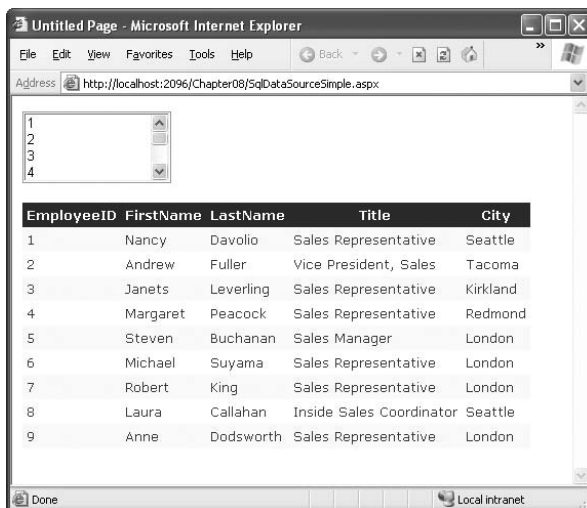 Untitled Page - Microsoft Internet Explorer
File Edit View Favorites Tools Help Back »
Address http://localhost:2096/Chapter08/SqlDataSourceSimple.aspx
1
2
3
4
EmployeeID FirstName LastName Title City
1 Nancy Davolio Sales Representative Seattle
2 Andrew Fuller Vice President, Sales Tacoma
3 Janets Leverling Sales Representative Kirkland
4 Margaret Peacock Sales Representative Redmond
5 Steven Buchanan Sales Manager London
6 Michael Suyama Sales Representative London
7 Robert King Sales Representative London
8 Laura Callahan Inside Sales Coordinator Seattle
9 Anne Dodsworth Sales Representative London
Done Local intranet